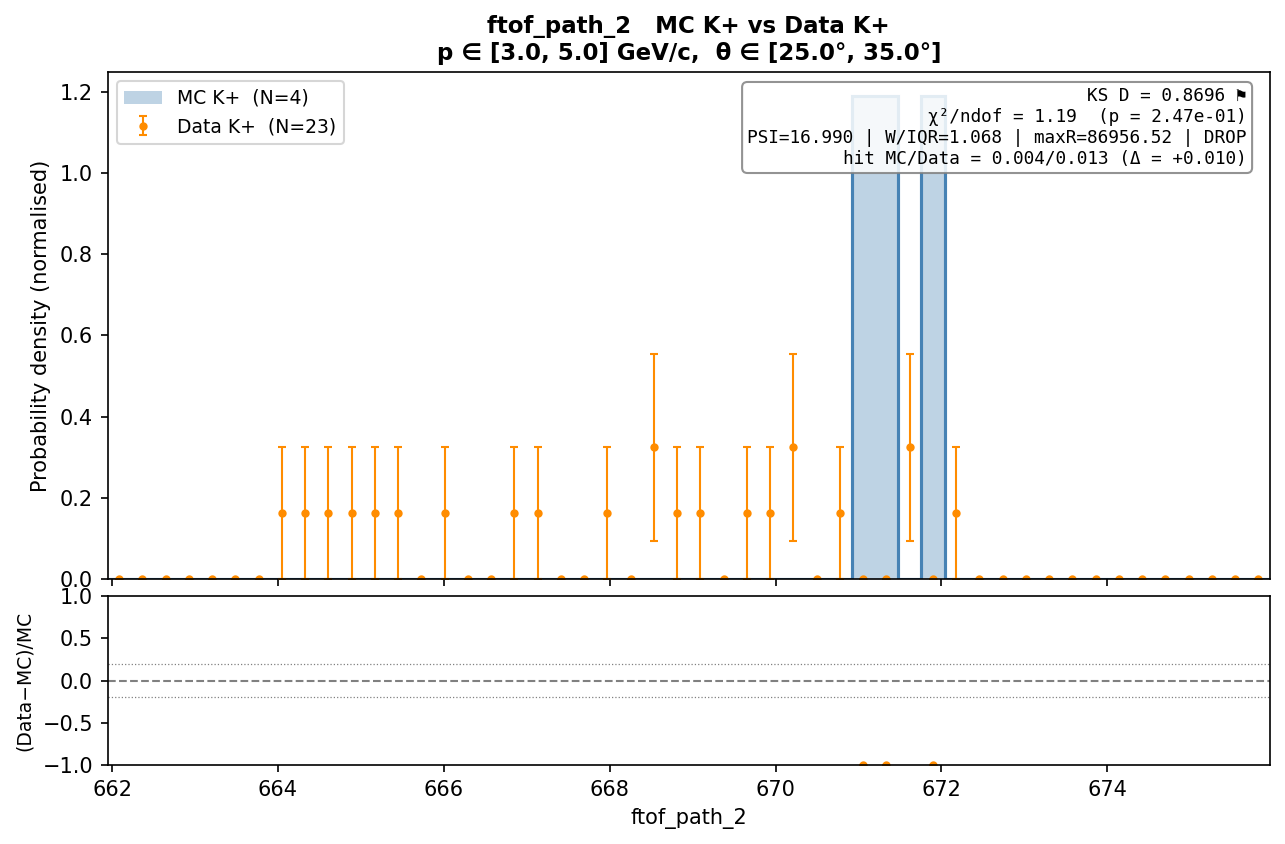 ftof_path_2   MC K+ vs Data K+
p ∈ [3.0, 5.0] GeV/c,  θ ∈ [25.0°, 35.0°]
MC K+  (N=4)
Data K+  (N=23)
KS D = 0.8696 ⚑
χ²/ndof = 1.19  (p = 2.47e-01)
PSI=16.990 | W/IQR=1.068 | maxR=86956.52 | DROP
hit MC/Data = 0.004/0.013 (Δ = +0.010)
Probability density (normalised)
1.2
1.0
0.8
0.6
0.4
0.2
0.0
(Data−MC)/MC
1.0
0.5
0.0
−0.5
−1.0
662 664 666 668 670 672 674
ftof_path_2